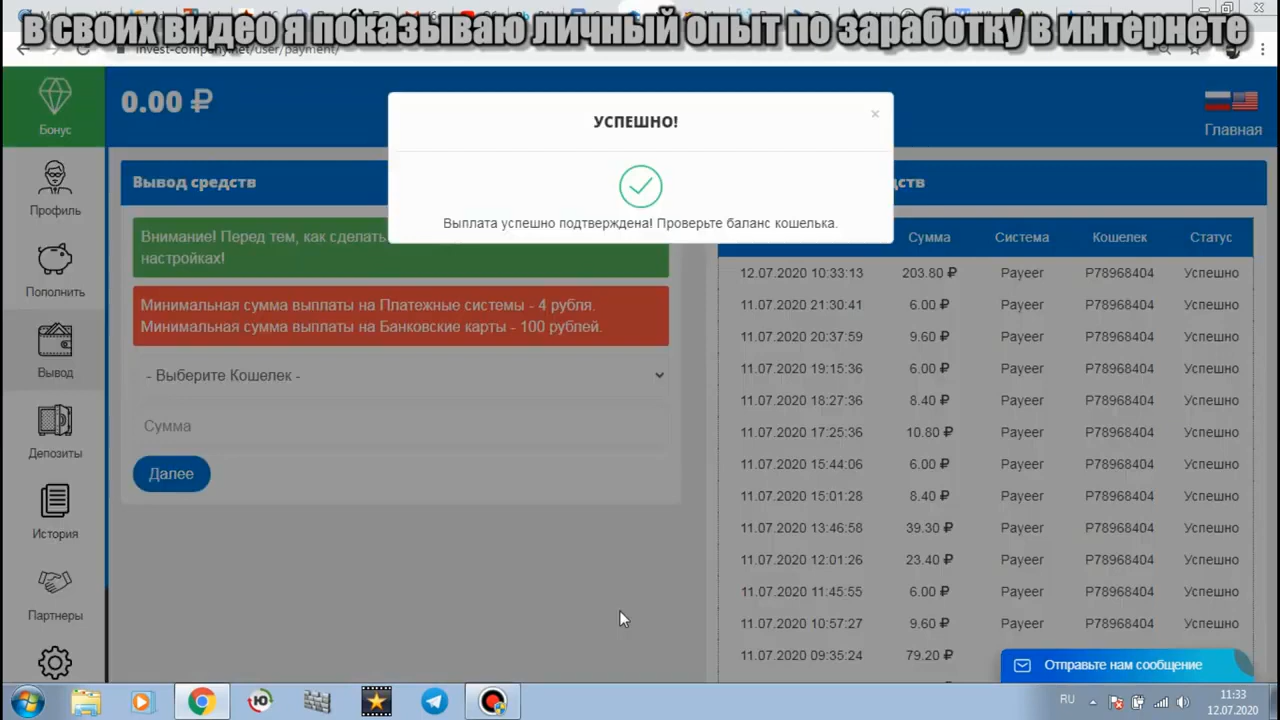 в своих видео я показываю личный опыт по заработку в интернете
invest-company.net/user/payment/
Бонус
0.00 ₽
Главная
УСПЕШНО!
×
Выплата успешно подтверждена! Проверьте баланс кошелька.
Профиль
Пополнить
Вывод
Депозиты
История
Партнеры
Вывод средств
Внимание! Перед тем, как сделать
настройках!
Минимальная сумма выплаты на Платежные системы - 4 рубля.
Минимальная сумма выплаты на Банковские карты - 100 рублей.
- Выберите Кошелек -
Сумма
Далее
Сумма Система Кошелек Статус
12.07.2020 10:33:13 203.80 ₽ Payeer P78968404 Успешно
11.07.2020 21:30:41 6.00 ₽ Payeer P78968404 Успешно
11.07.2020 20:37:59 9.60 ₽ Payeer P78968404 Успешно
11.07.2020 19:15:36 6.00 ₽ Payeer P78968404 Успешно
11.07.2020 18:27:36 8.40 ₽ Payeer P78968404 Успешно
11.07.2020 17:25:36 10.80 ₽ Payeer P78968404 Успешно
11.07.2020 15:44:06 6.00 ₽ Payeer P78968404 Успешно
11.07.2020 15:01:28 8.40 ₽ Payeer P78968404 Успешно
11.07.2020 13:46:58 39.30 ₽ Payeer P78968404 Успешно
11.07.2020 12:01:26 23.40 ₽ Payeer P78968404 Успешно
11.07.2020 11:45:55 6.00 ₽ Payeer P78968404 Успешно
11.07.2020 10:57:27 9.60 ₽ Payeer P78968404 Успешно
11.07.2020 09:35:24 79.20 ₽ Payeer P78968404 Успешно
Отправьте нам сообщение
RU
11:33
12.07.2020